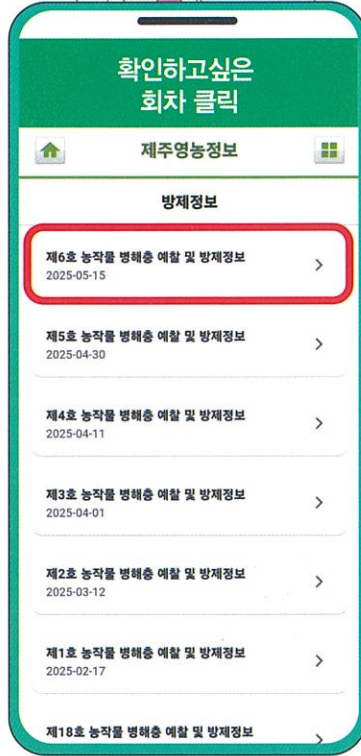 확인하고싶은
회차 클릭
제주영농정보
방제정보
제6호 농작물 병해충 예찰 및 방제정보
2025-05-15
제5호 농작물 병해충 예찰 및 방제정보
2025-04-30
제4호 농작물 병해충 예찰 및 방제정보
2025-04-11
제3호 농작물 병해충 예찰 및 방제정보
2025-04-01
제2호 농작물 병해충 예찰 및 방제정보
2025-03-12
제1호 농작물 병해충 예찰 및 방제정보
2025-02-17
제18호 농작물 병해충 예찰 및 방제정보